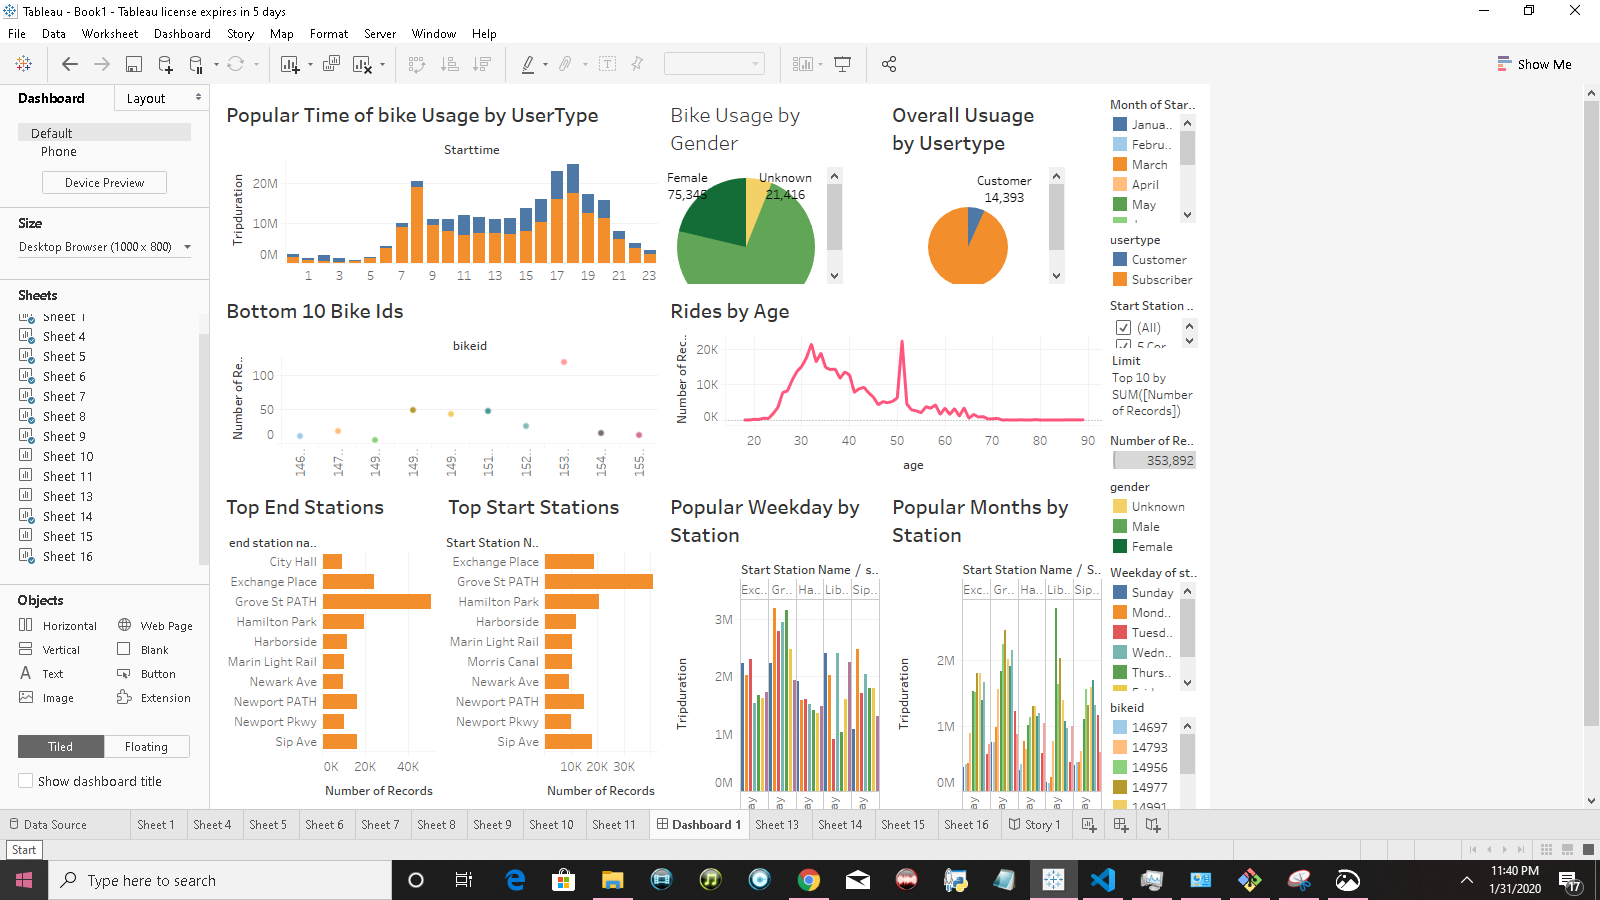 Tableau - Book1 - Tableau license expires in 5 days
File Data Worksheet Dashboard Story Map Format Server Window Help
Show Me
Dashboard
Layout
Default
Phone
Device Preview
Size
Desktop Browser (1000 x 800)
Sheets
Sheet 1
Sheet 4
Sheet 5
Sheet 6
Sheet 7
Sheet 8
Sheet 9
Sheet 10
Sheet 11
Sheet 13
Sheet 14
Sheet 15
Sheet 16
Objects
Horizontal
Web Page
Vertical
Blank
Text
Button
Image
Extension
Tiled
Floating
Show dashboard title
Popular Time of bike Usage by UserType
Starttime
Tripduration
20M
10M
0M
1 3 5 7 9 11 13 15 17 19 21 23
Bike Usage by
Gender
Female
75,345
Unknown
21,416
Overall Usuage
by Usertype
Customer
14,393
Bottom 10 Bike Ids
bikeid
Number of Re..
100
50
0
146.. 147.. 149.. 149.. 149.. 151.. 152.. 153.. 154.. 155..
Rides by Age
Number of Rec..
20K
10K
0K
20 30 40 50 60 70 80 90
age
Top End Stations
end station na..
City Hall
Exchange Place
Grove St PATH
Hamilton Park
Harborside
Marin Light Rail
Newark Ave
Newport PATH
Newport Pkwy
Sip Ave
0K 20K 40K
Number of Records
Top Start Stations
Start Station N..
Exchange Place
Grove St PATH
Hamilton Park
Harborside
Marin Light Rail
Morris Canal
Newark Ave
Newport PATH
Newport Pkwy
Sip Ave
10K 20K 30K
Number of Records
Popular Weekday by
Station
Start Station Name / s..
Exc.. Gr.. Ha.. Lib.. Sip..
Tripduration
3M
2M
1M
0M
ay ay ay ay ay
Popular Months by
Station
Start Station Name / S..
Exc.. Gr.. Ha.. Lib.. Sip..
Tripduration
2M
1M
0M
ay ay ay ay ay
Month of Star..
Janua..
Febru..
March
April
May
usertype
Customer
Subscriber
Start Station ..
(All)
Limit
Top 10 by
SUM([Number
of Records])
Number of Re..
353,892
gender
Unknown
Male
Female
Weekday of st..
Sunday
Mond..
Tuesd..
Wedn..
Thurs..
bikeid
14697
14793
14956
14977
14991
Data Source
Sheet 1
Sheet 4
Sheet 5
Sheet 6
Sheet 7
Sheet 8
Sheet 9
Sheet 10
Sheet 11
Dashboard 1
Sheet 13
Sheet 14
Sheet 15
Sheet 16
Story 1
Start
Type here to search
11:40 PM
1/31/2020
17